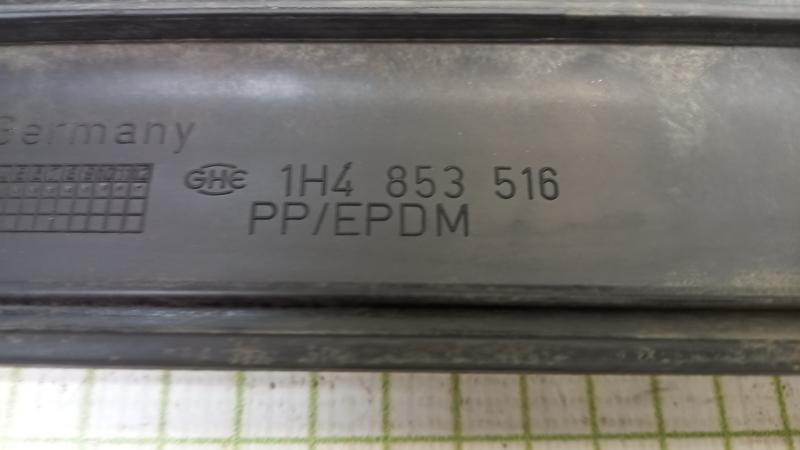 Germany
GHE 1H4 853 516
PP/EPDM